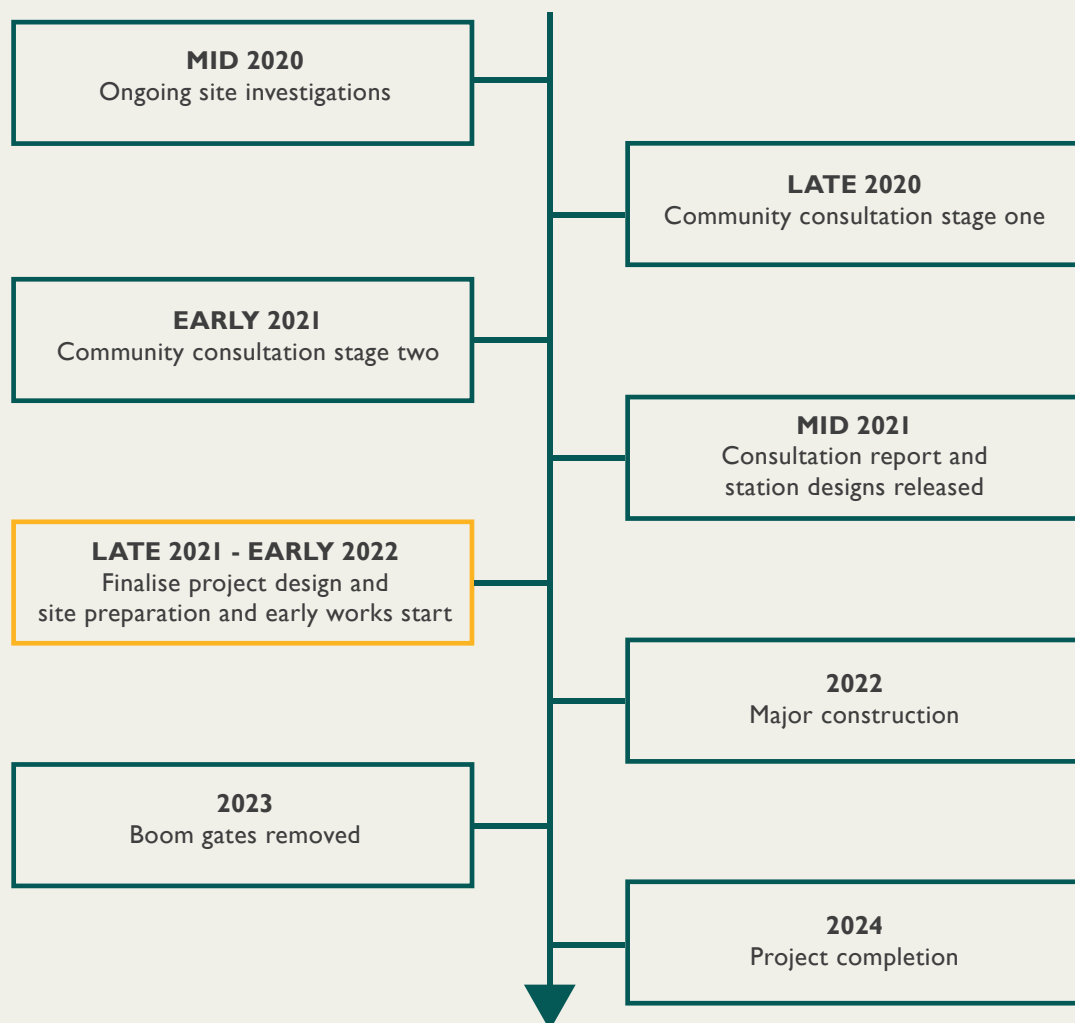 MID 2020
Ongoing site investigations
LATE 2020
Community consultation stage one
EARLY 2021
Community consultation stage two
MID 2021
Consultation report and
station designs released
LATE 2021 - EARLY 2022
Finalise project design and
site preparation and early works start
2022
Major construction
2023
Boom gates removed
2024
Project completion